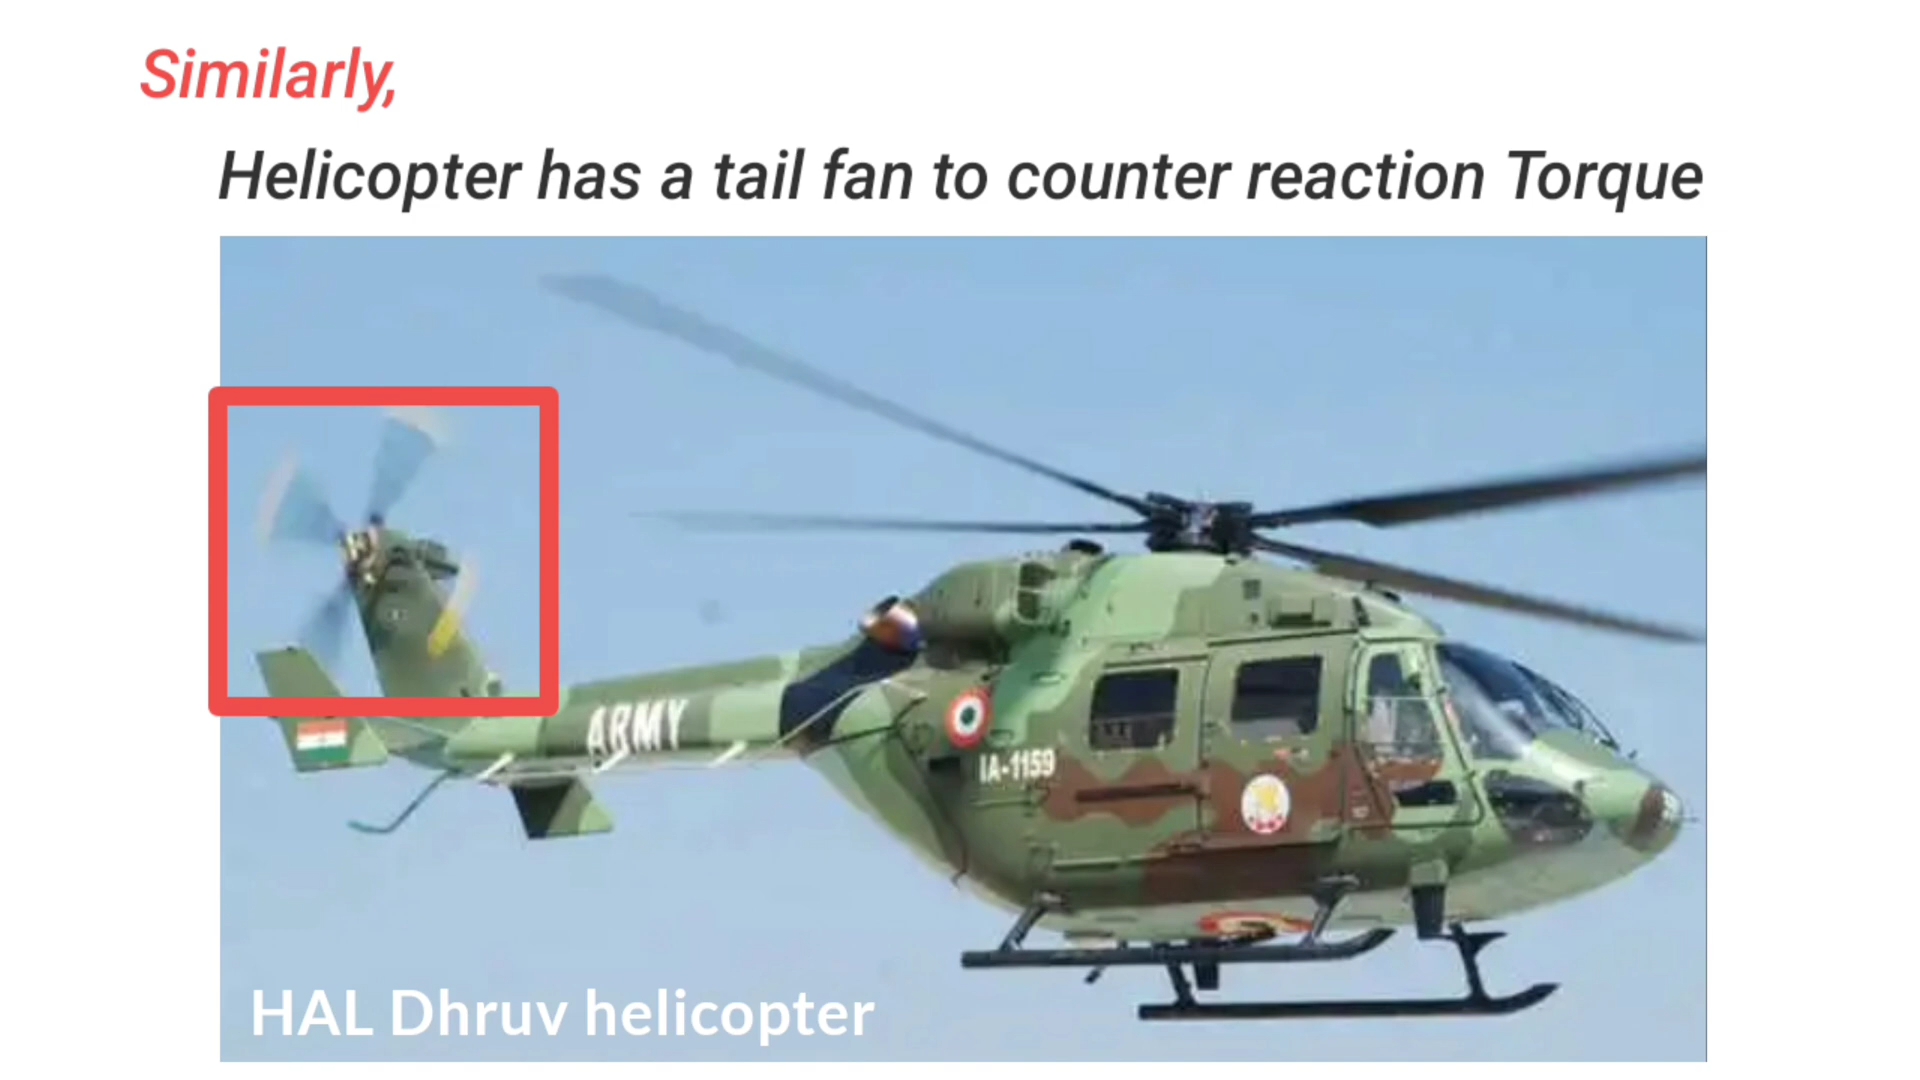 Similarly,
Helicopter has a tail fan to counter reaction Torque
ARMY
IA-1159
HAL Dhruv helicopter